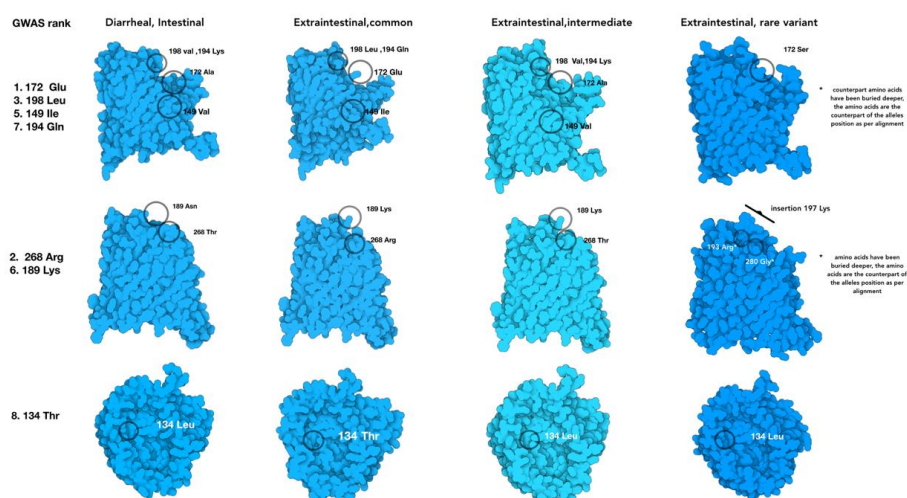 GWAS rank
Diarrheal, Intestinal
Extraintestinal,common
Extraintestinal,intermediate
Extraintestinal, rare variant
1. 172 Glu
3. 198 Leu
5. 149 Ile
7. 194 Gln
198 val ,194 Lys
172 Ala
149 Val
198 Leu ,194 Gln
172 Glu
149 Ile
198 Val,194 Lys
172 Ala
149 Val
172 Ser
* counterpart amino acids
have been buried deeper,
the amino acids are the
counterpart of the alleles
position as per alignment
2. 268 Arg
6. 189 Lys
189 Asn
268 Thr
189 Lys
268 Arg
189 Lys
268 Thr
insertion 197 Lys
193 Arg*
280 Gly*
* amino acids have been
buried deeper, the amino
acids are the counterpart of
the alleles position as per
alignment
8. 134 Thr
134 Leu
134 Thr
134 Leu
134 Leu